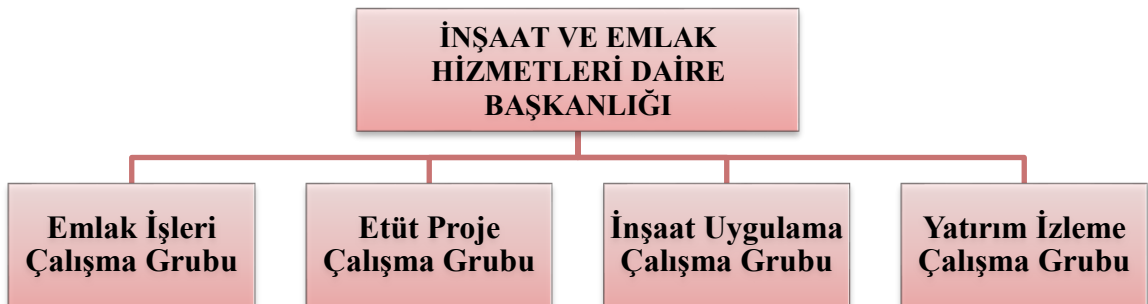 İNŞAAT VE EMLAK
HİZMETLERİ DAİRE
BAŞKANLIĞI
Emlak İşleri
Çalışma Grubu
Etüt Proje
Çalışma Grubu
İnşaat Uygulama
Çalışma Grubu
Yatırım İzleme
Çalışma Grubu